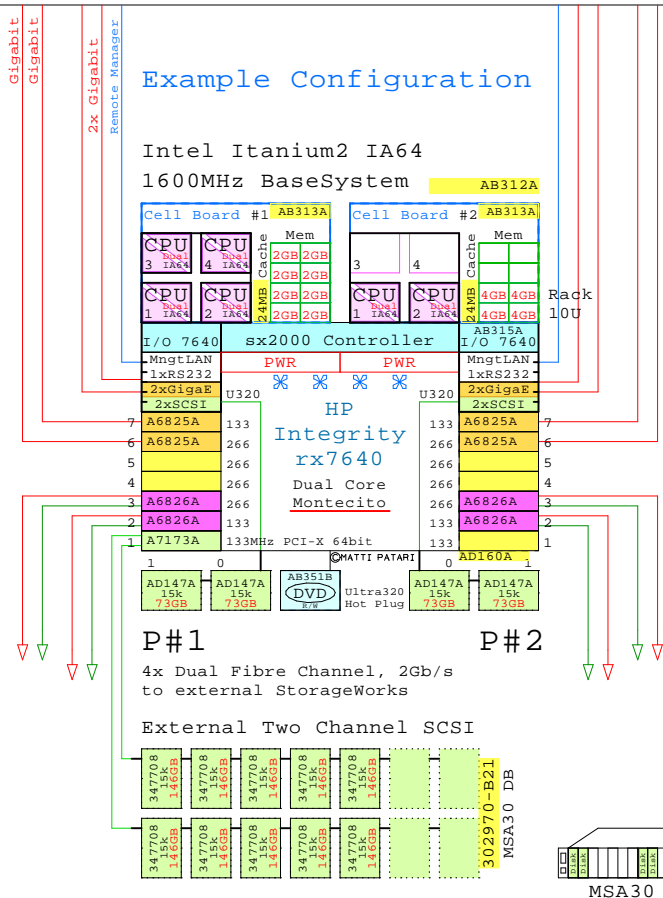 Gigabit
Gigabit
2x Gigabit
Remote Manager
Example Configuration
Intel Itanium2 IA64
1600MHz BaseSystem
AB312A
Cell Board #1 AB313A
CPU Dual IA64 3
CPU Dual IA64 4
CPU Dual IA64 1
CPU Dual IA64 2
24MB Cache
Mem
2GB 2GB
2GB 2GB
2GB 2GB
2GB 2GB
Cell Board #2 AB313A
3
4
CPU Dual IA64 1
CPU Dual IA64 2
24MB Cache
Mem
4GB 4GB
4GB 4GB
Rack
10U
I/O 7640
sx2000 Controller
AB315A
I/O 7640
MngtLAN
1xRS232
2xGigaE
2xSCSI
PWR
PWR
MngtLAN
1xRS232
2xGigaE
2xSCSI
U320
U320
HP
Integrity
rx7640
Dual Core
Montecito
7 A6825A 133
6 A6825A 266
5 266
4 266
3 A6826A 266
2 A6826A 133
1 A7173A 133MHz PCI-X 64bit
133 A6825A 7
266 A6825A 6
266 5
266 4
266 A6826A 3
133 A6826A 2
133 1
©MATTI PATARI
AD160A
1
0
0
1
AD147A
15k
73GB
AD147A
15k
73GB
AB351B
DVD
R/W
Ultra320
Hot Plug
AD147A
15k
73GB
AD147A
15k
73GB
P#1
P#2
4x Dual Fibre Channel, 2Gb/s
to external StorageWorks
External Two Channel SCSI
347708 15k 146GB
347708 15k 146GB
347708 15k 146GB
347708 15k 146GB
347708 15k 146GB
347708 15k 146GB
347708 15k 146GB
347708 15k 146GB
347708 15k 146GB
347708 15k 146GB
302970-B21
MSA30 DB
Disk
Disk
Disk
Disk
MSA30